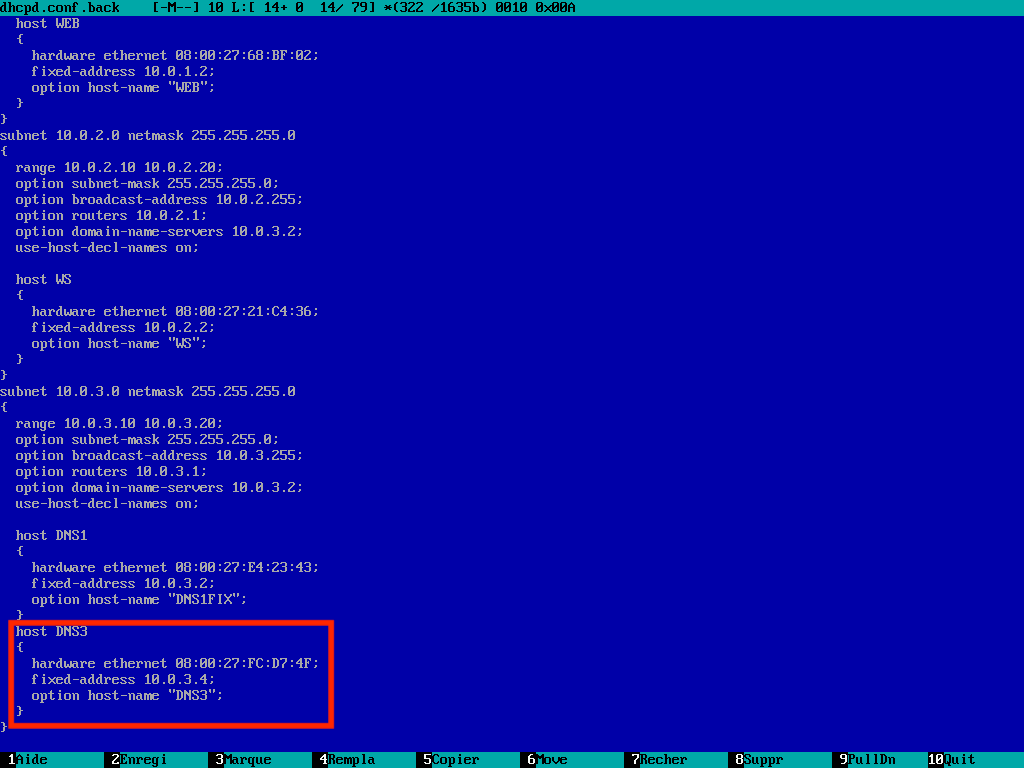 dhcpd.conf.back    [-M--] 10 L:[ 14+ 0  14/ 79] *(322 /1635b) 0010 0x00A
  host WEB
  {
    hardware ethernet 08:00:27:68:BF:02;
    fixed-address 10.0.1.2;
    option host-name "WEB";
  }
}
subnet 10.0.2.0 netmask 255.255.255.0
{
  range 10.0.2.10 10.0.2.20;
  option subnet-mask 255.255.255.0;
  option broadcast-address 10.0.2.255;
  option routers 10.0.2.1;
  option domain-name-servers 10.0.3.2;
  use-host-decl-names on;

  host WS
  {
    hardware ethernet 08:00:27:21:C4:36;
    fixed-address 10.0.2.2;
    option host-name "WS";
  }
}
subnet 10.0.3.0 netmask 255.255.255.0
{
  range 10.0.3.10 10.0.3.20;
  option subnet-mask 255.255.255.0;
  option broadcast-address 10.0.3.255;
  option routers 10.0.3.1;
  option domain-name-servers 10.0.3.2;
  use-host-decl-names on;

  host DNS1
  {
    hardware ethernet 08:00:27:E4:23:43;
    fixed-address 10.0.3.2;
    option host-name "DNS1FIX";
  }
  host DNS3
  {
    hardware ethernet 08:00:27:FC:D7:4F;
    fixed-address 10.0.3.4;
    option host-name "DNS3";
  }
}
1Aide 2Enregi 3Marque 4Rempla 5Copier 6Move 7Recher 8Suppr 9PullDn 10Quit